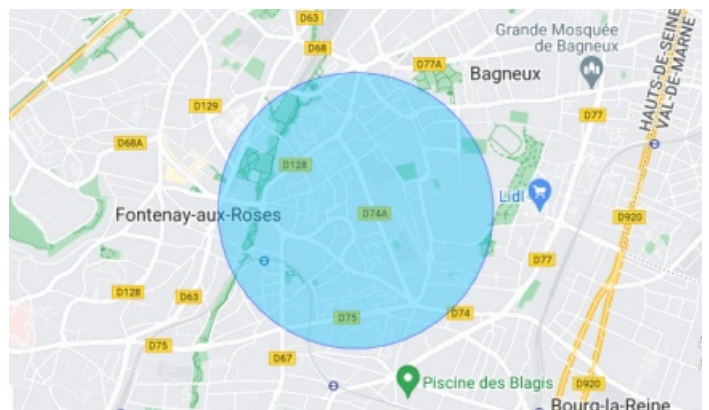 D63
D68
Grande Mosquée
de Bagneux
D77A
Bagneux
HAUTS-DE-SEINE
VAL-DE-MARNE
D129
D77
D68A
D128
Lidl
Fontenay-aux-Roses
D74A
D920
D77
D128
D63
D75
D74
D75
D67
Piscine des Blagis
D920
Bourg-la-Reine